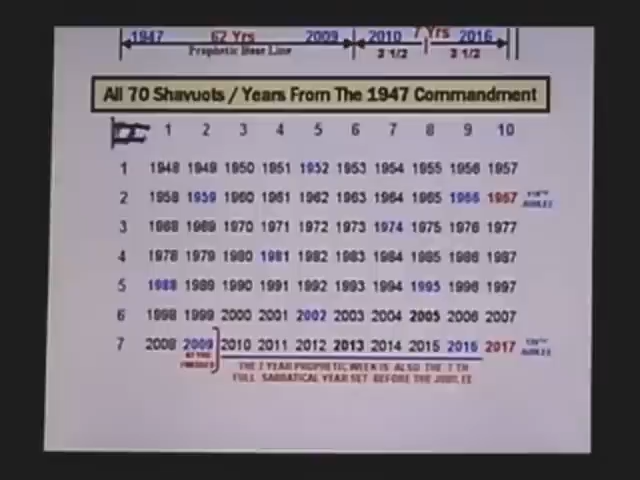 1947 62 Yrs 2009 2010 7 Yrs 2016
Prophetic Base Line 3 1/2 3 1/2
All 70 Shavuots / Years From The 1947 Commandment
1 2 3 4 5 6 7 8 9 10
1 1948 1949 1950 1951 1952 1953 1954 1955 1956 1957
2 1958 1959 1960 1961 1962 1963 1964 1965 1966 1967
JUBILEE
3 1968 1969 1970 1971 1972 1973 1974 1975 1976 1977
4 1978 1979 1980 1981 1982 1983 1984 1985 1986 1987
5 1988 1989 1990 1991 1992 1993 1994 1995 1996 1997
6 1998 1999 2000 2001 2002 2003 2004 2005 2006 2007
7 2008 2009 2010 2011 2012 2013 2014 2015 2016 2017
JUBILEE
THE 7 YEAR PROPHETIC WEEK IS ALSO THE 7 TH
FULL SABBATICAL YEAR SET BEFORE THE JUBILEE